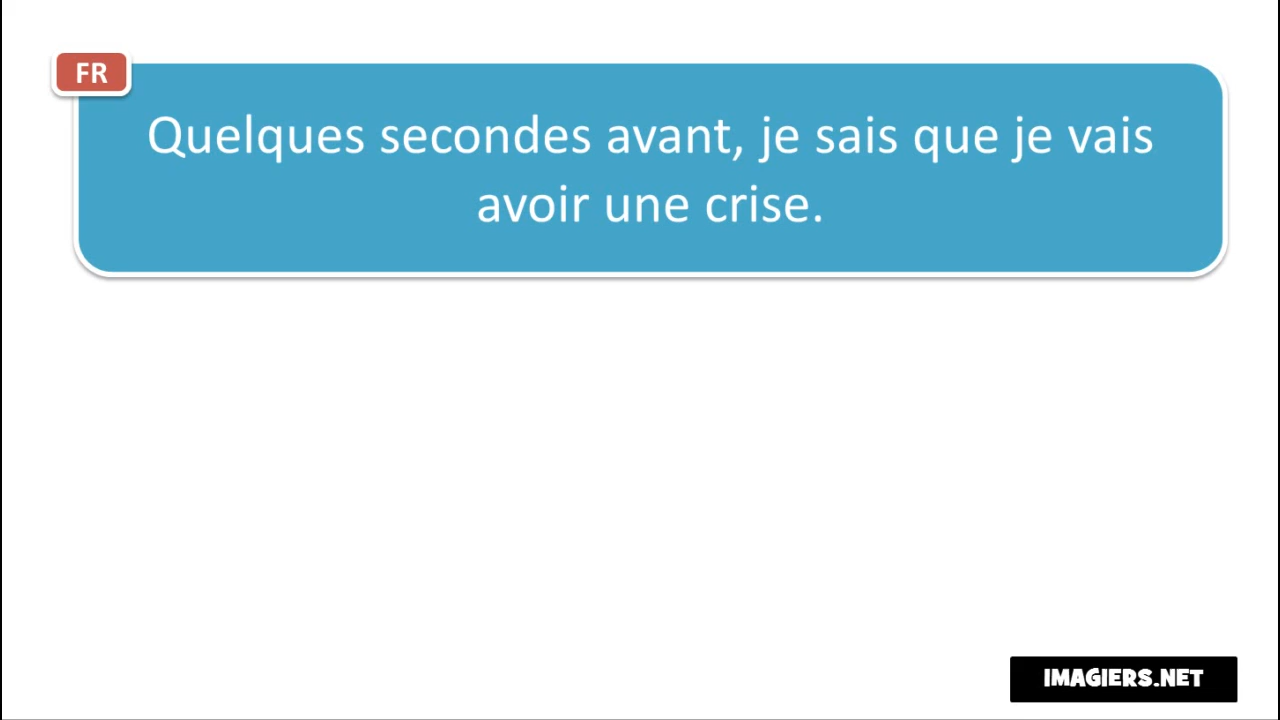 FR
Quelques secondes avant, je sais que je vais
avoir une crise.
IMAGIERS.NET